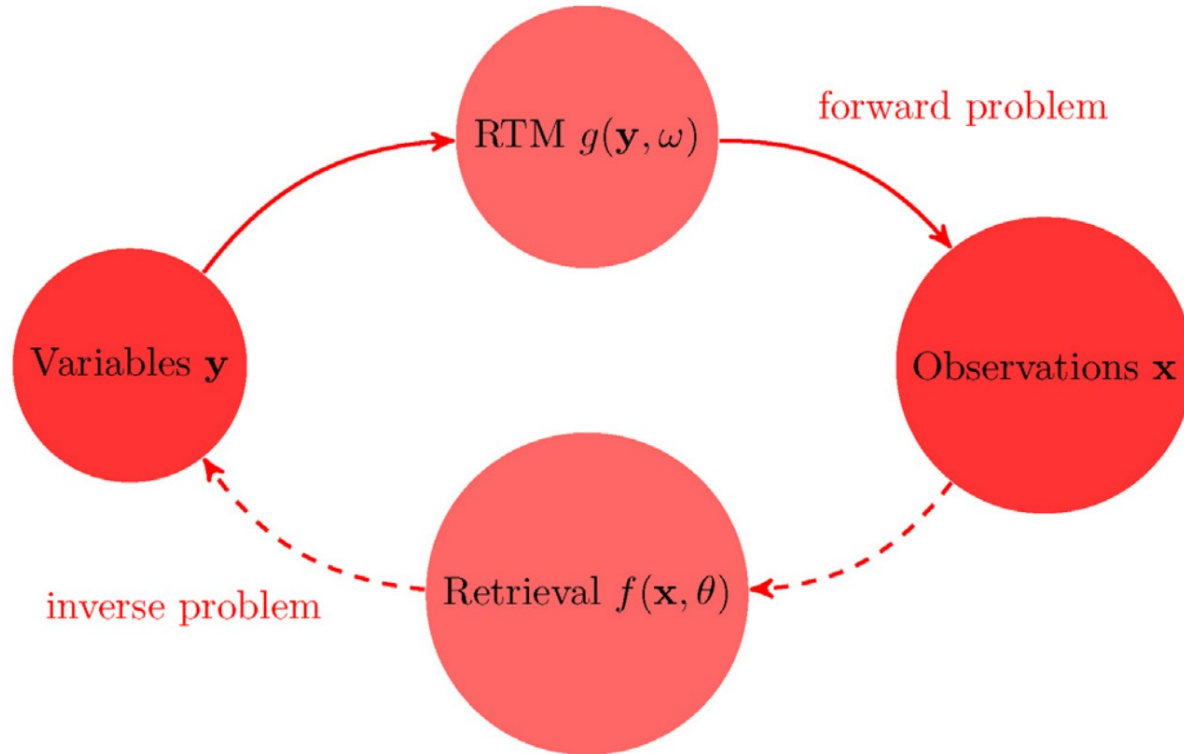 RTM g(y, ω)
forward problem
Variables y
Observations x
Retrieval f(x, θ)
inverse problem